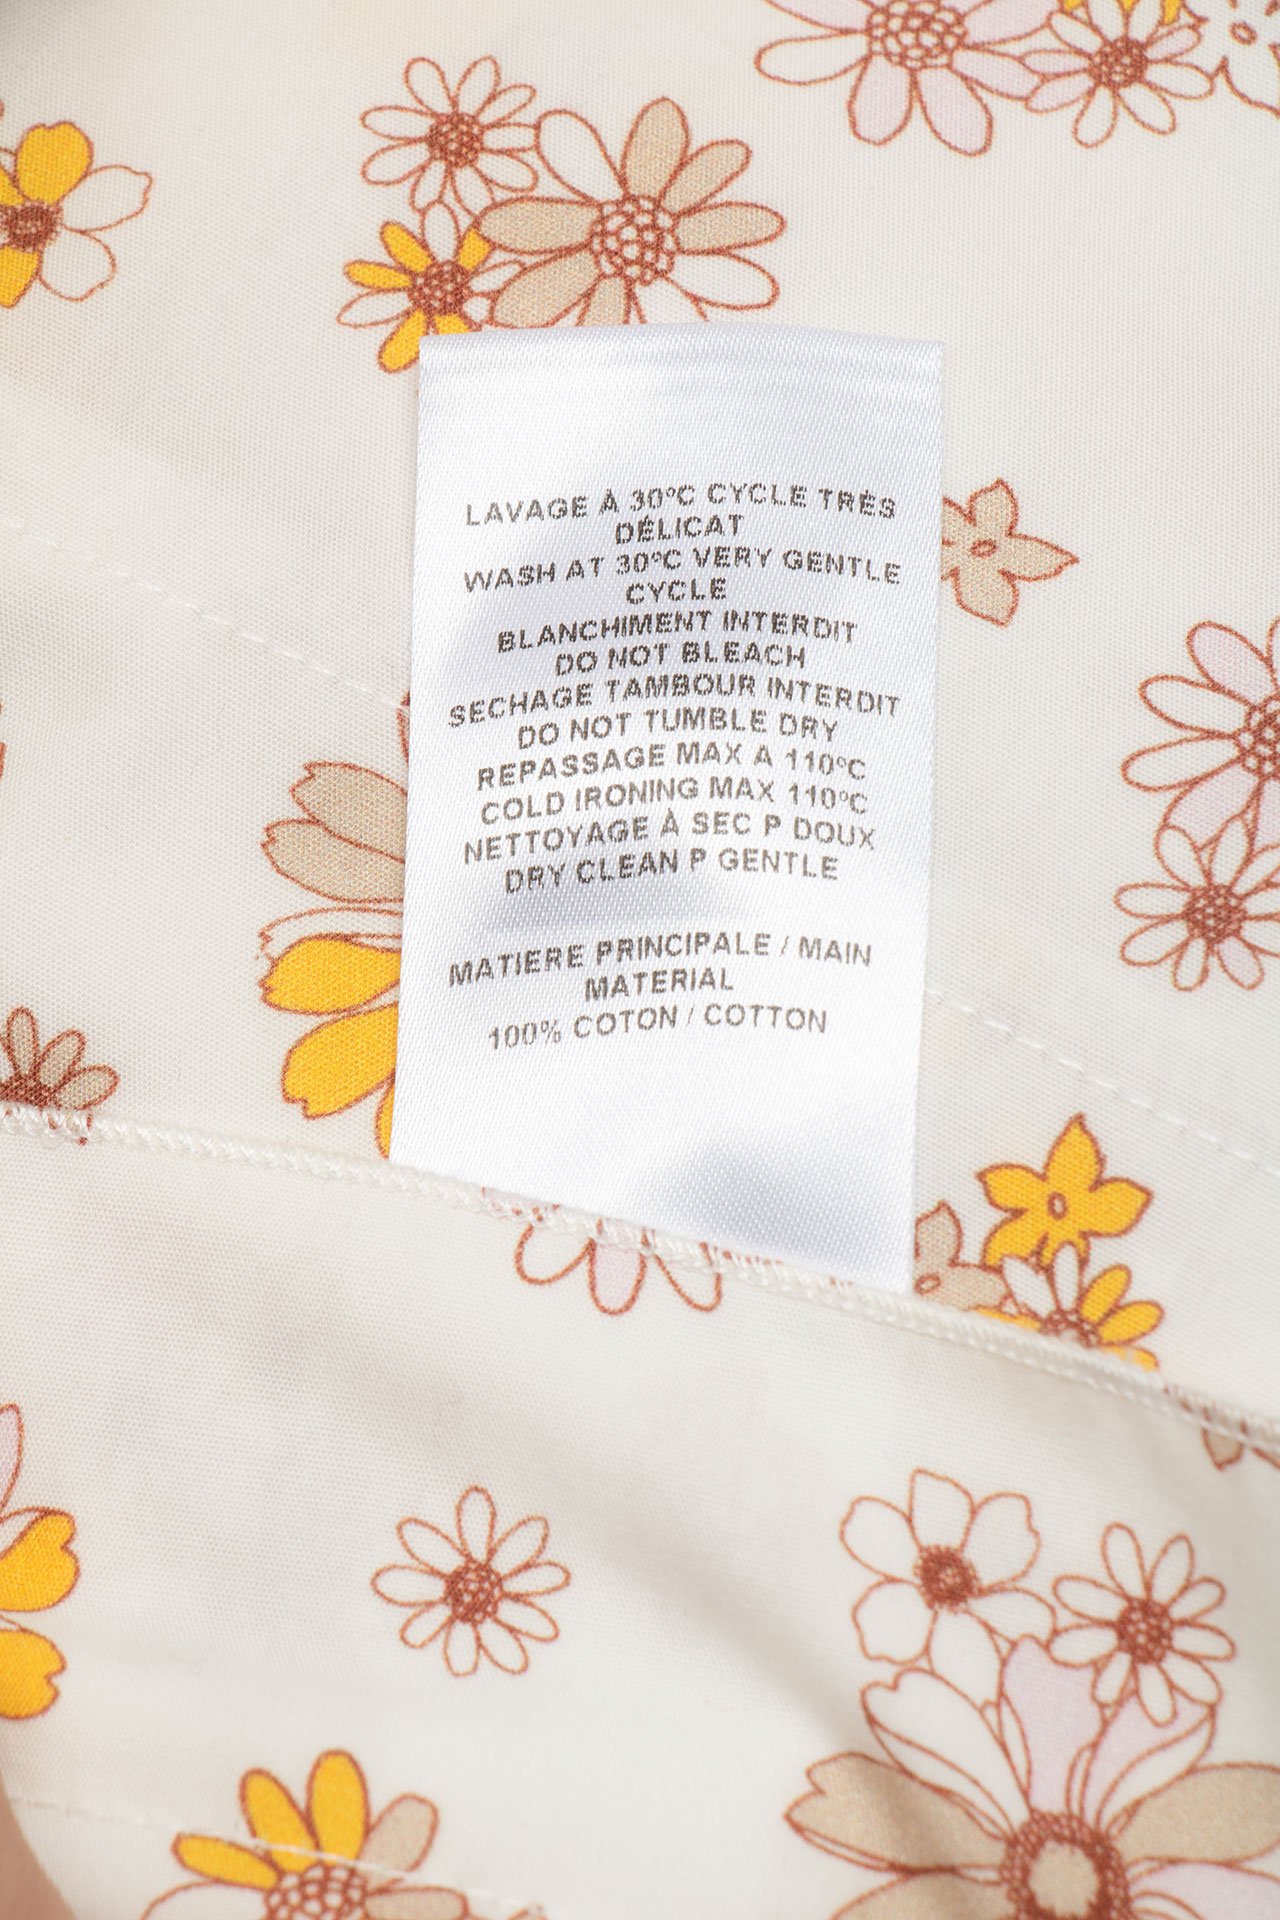 LAVAGE À 30°C CYCLE TRÈS
DÉLICAT
WASH AT 30°C VERY GENTLE
CYCLE
BLANCHIMENT INTERDIT
DO NOT BLEACH
SECHAGE TAMBOUR INTERDIT
DO NOT TUMBLE DRY
REPASSAGE MAX A 110°C
COLD IRONING MAX 110°C
NETTOYAGE À SEC P DOUX
DRY CLEAN P GENTLE
MATIERE PRINCIPALE / MAIN
MATERIAL
100% COTON / COTTON